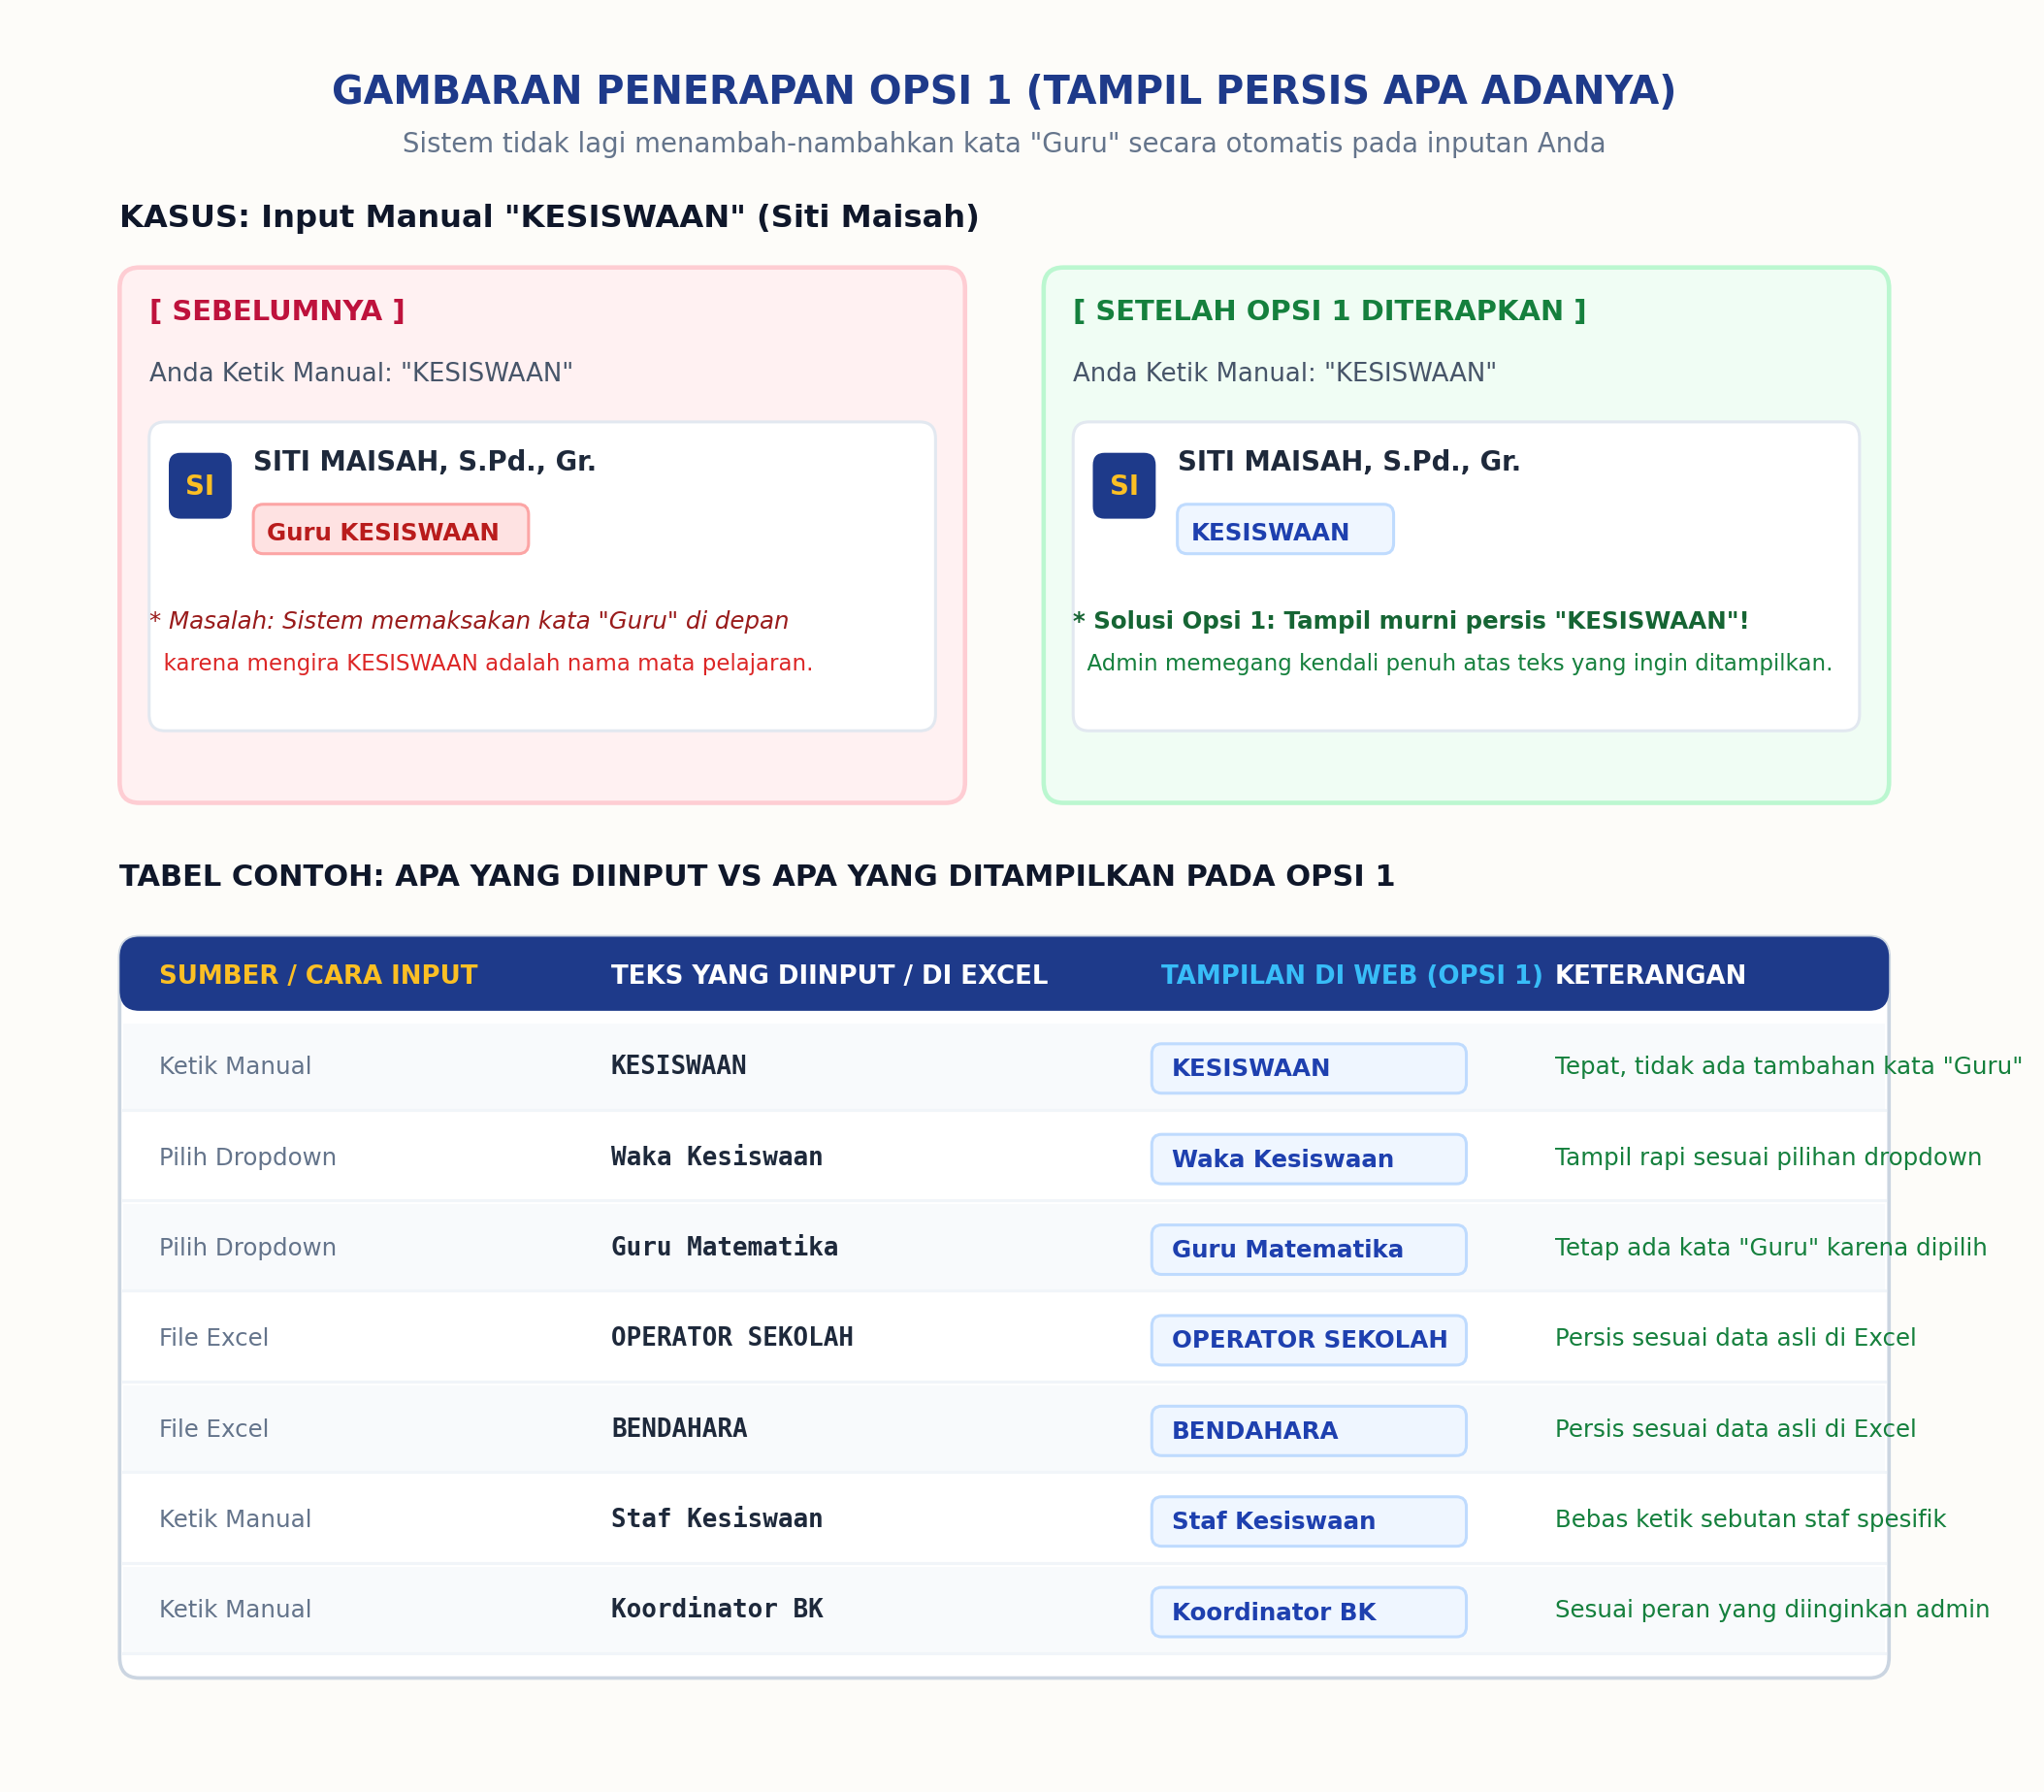 GAMBARAN PENERAPAN OPSI 1 (TAMPIL PERSIS APA ADANYA)
Sistem tidak lagi menambah-nambahkan kata "Guru" secara otomatis pada inputan Anda
KASUS: Input Manual "KESISWAAN" (Siti Maisah)
[ SEBELUMNYA ]
Anda Ketik Manual: "KESISWAAN"
SI
SITI MAISAH, S.Pd., Gr.
Guru KESISWAAN
* Masalah: Sistem memaksakan kata "Guru" di depan
karena mengira KESISWAAN adalah nama mata pelajaran.
[ SETELAH OPSI 1 DITERAPKAN ]
Anda Ketik Manual: "KESISWAAN"
SI
SITI MAISAH, S.Pd., Gr.
KESISWAAN
* Solusi Opsi 1: Tampil murni persis "KESISWAAN"!
Admin memegang kendali penuh atas teks yang ingin ditampilkan.
TABEL CONTOH: APA YANG DIINPUT VS APA YANG DITAMPILKAN PADA OPSI 1
SUMBER / CARA INPUT TEKS YANG DIINPUT / DI EXCEL TAMPILAN DI WEB (OPSI 1) KETERANGAN
Ketik Manual KESISWAAN KESISWAAN Tepat, tidak ada tambahan kata "Guru"
Pilih Dropdown Waka Kesiswaan Waka Kesiswaan Tampil rapi sesuai pilihan dropdown
Pilih Dropdown Guru Matematika Guru Matematika Tetap ada kata "Guru" karena dipilih
File Excel OPERATOR SEKOLAH OPERATOR SEKOLAH Persis sesuai data asli di Excel
File Excel BENDAHARA BENDAHARA Persis sesuai data asli di Excel
Ketik Manual Staf Kesiswaan Staf Kesiswaan Bebas ketik sebutan staf spesifik
Ketik Manual Koordinator BK Koordinator BK Sesuai peran yang diinginkan admin